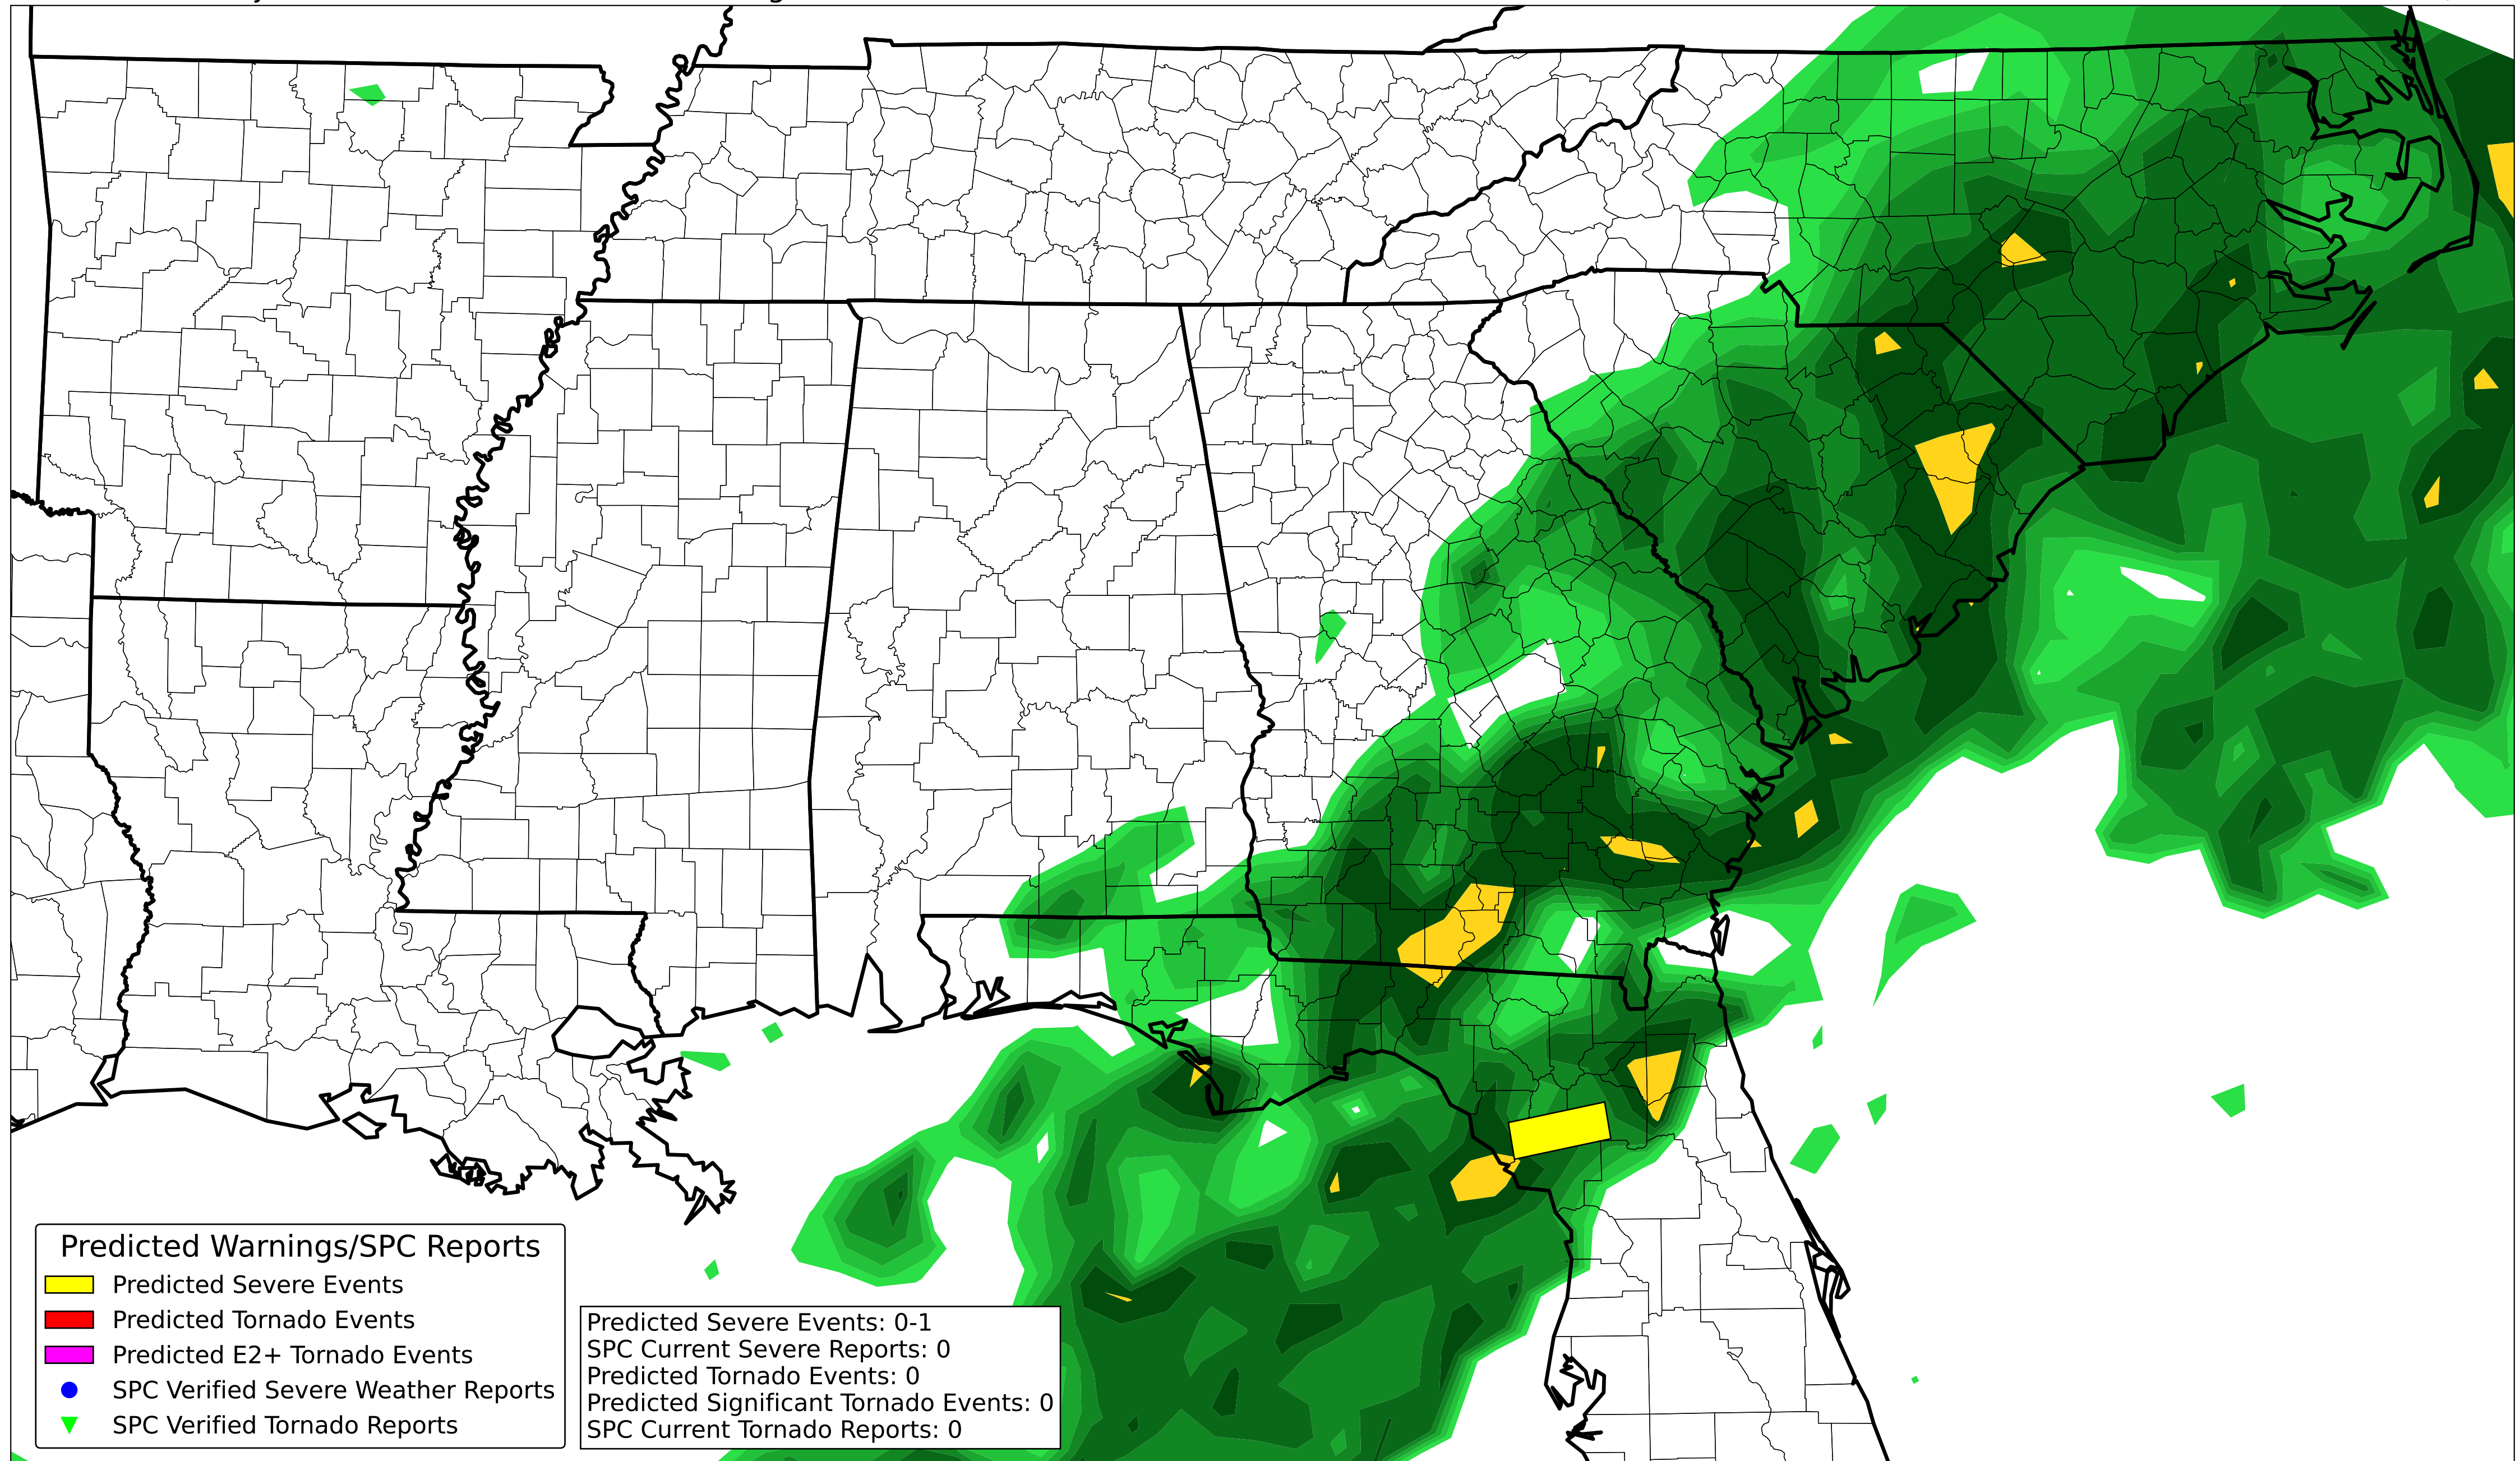 Predicted Warnings/SPC Reports
Predicted Severe Events
Predicted Tornado Events
Predicted E2+ Tornado Events
SPC Verified Severe Weather Reports
SPC Verified Tornado Reports
Predicted Severe Events: 0-1
SPC Current Severe Reports: 0
Predicted Tornado Events: 0
Predicted Significant Tornado Events: 0
SPC Current Tornado Reports: 0